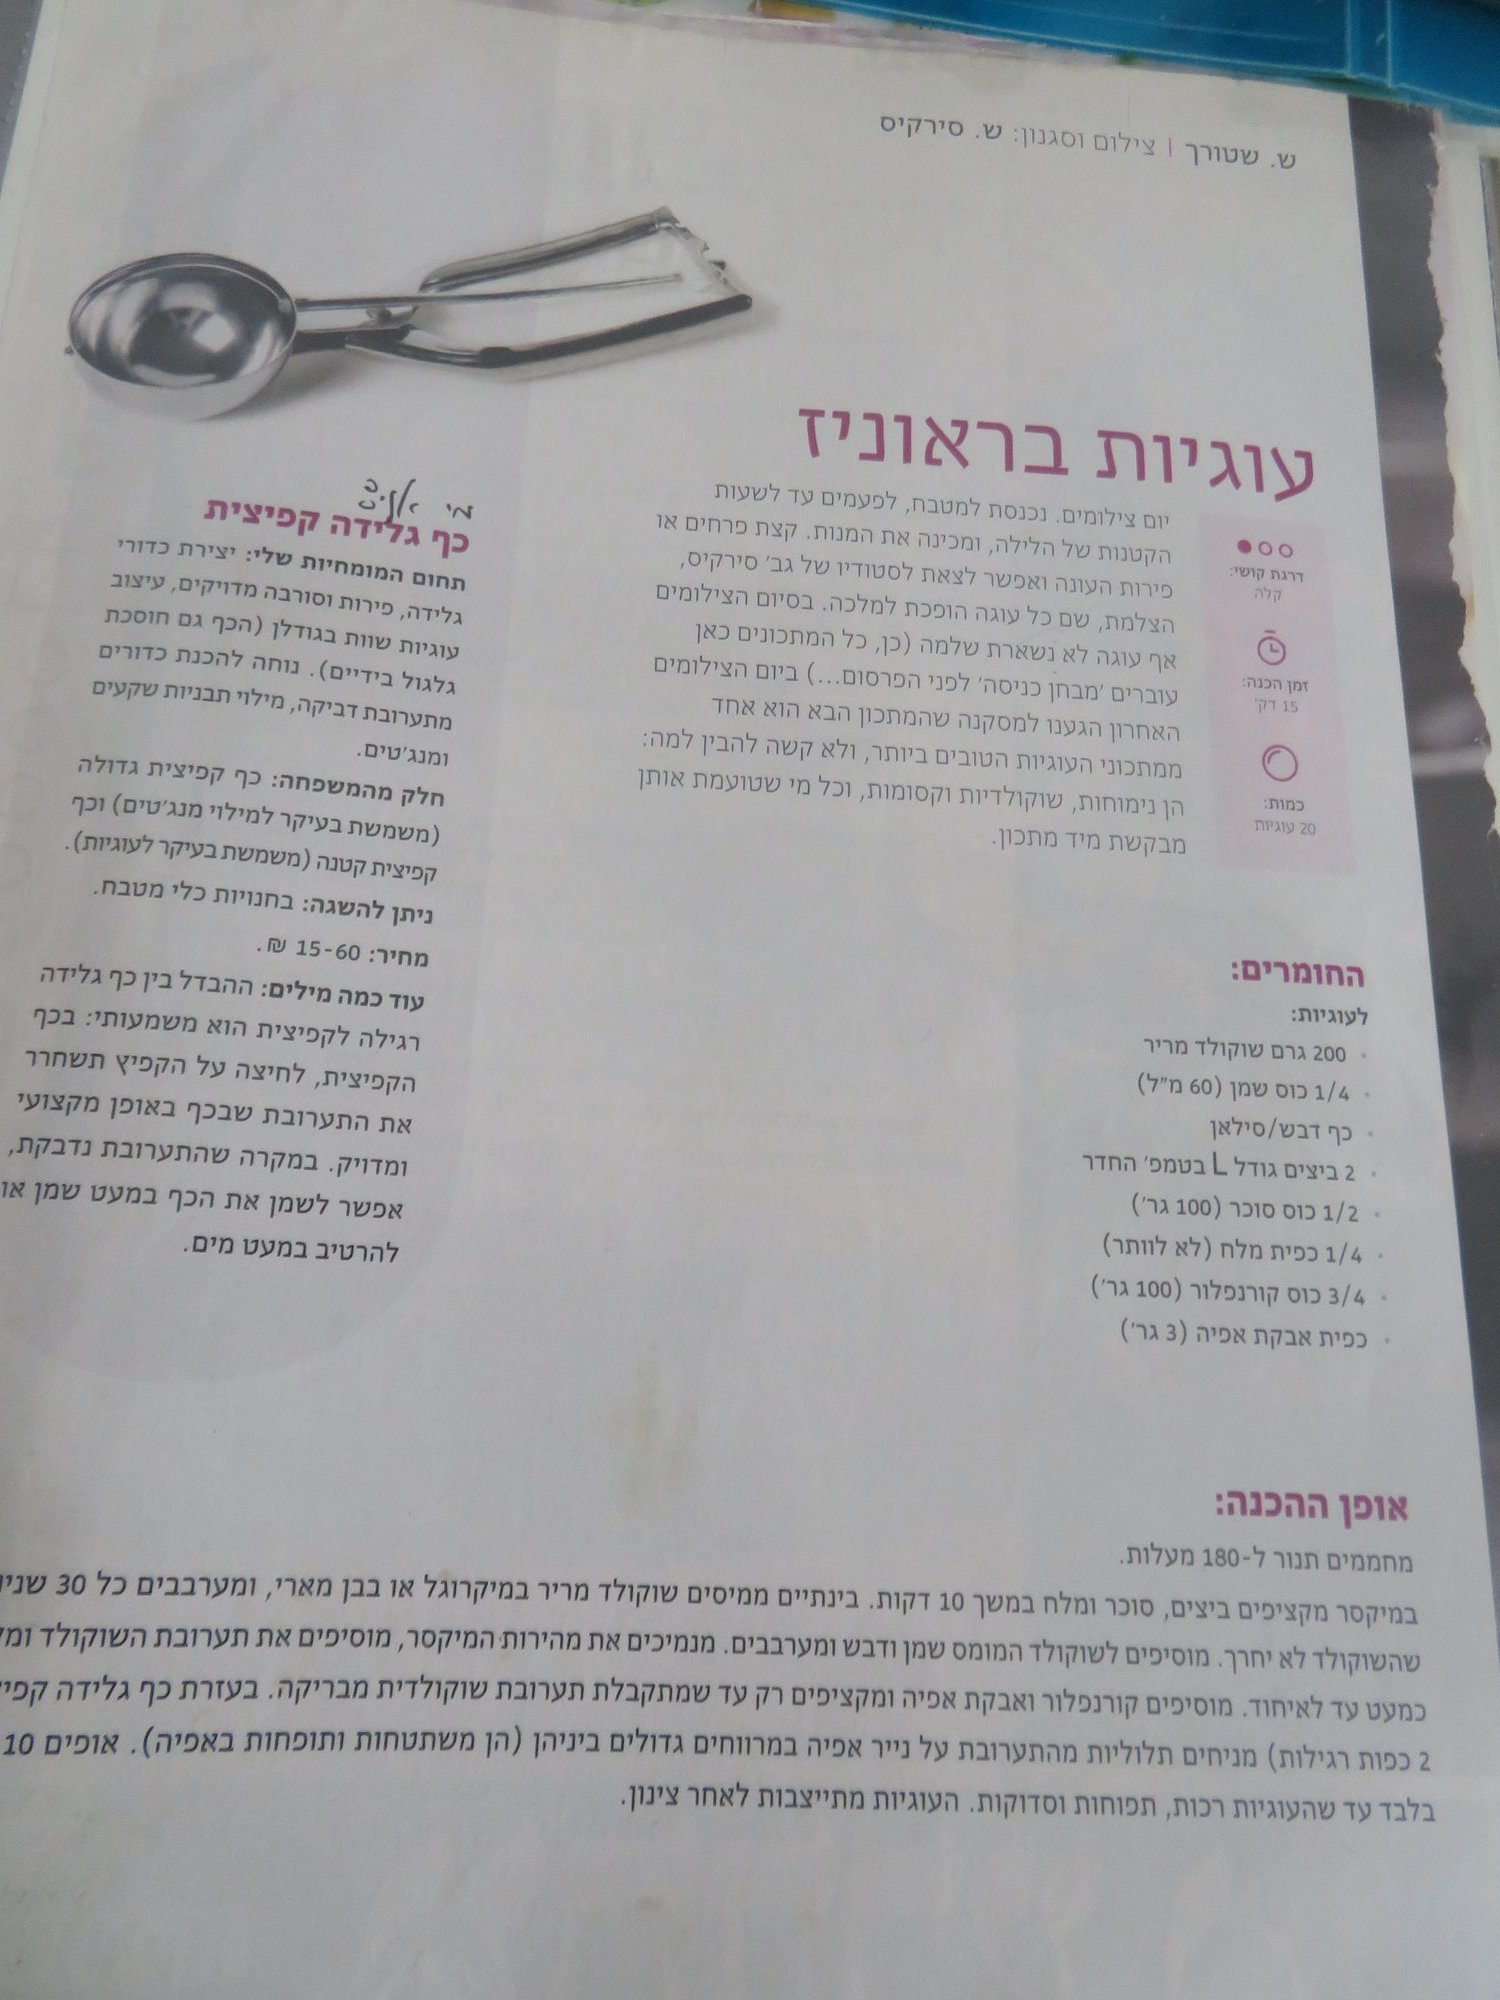 ש. שטורך | צילום וסגנון: ש. סירקיס
עוגיות בראוניז
יום צילומים. נכנסת למטבח, לפעמים עד לשעות
הקטנות של הלילה, ומכינה את המנות. קצת פרחים או
פירות העונה ואפשר לצאת לסטודיו של גב׳ סירקיס,
הצלמת, שם כל עוגה הופכת למלכה. בסיום הצילומים
אף עוגה לא נשארת שלמה (כן, כל המתכונים כאן
עוברים ׳מבחן כניסה׳ לפני הפרסום...) ביום הצילומים
האחרון הגענו למסקנה שהמתכון הבא הוא אחד
ממתכוני העוגיות הטובים ביותר, ולא קשה להבין למה:
הן נימוחות, שוקולדיות וקסומות, וכל מי שטועמת אותן
מבקשת מיד מתכון.
דרגת קושי:
קלה
זמן הכנה:
15 דק׳
כמות:
20 עוגיות
החומרים:
לעוגיות:
• 200 גרם שוקולד מריר
• 1/4 כוס שמן (60 מ״ל)
• כף דבש/סילאן
• 2 ביצים גודל L בטמפ׳ החדר
• 1/2 כוס סוכר (100 גר׳)
• 1/4 כפית מלח (לא לוותר)
• 3/4 כוס קורנפלור (100 גר׳)
• כפית אבקת אפיה (3 גר׳)
מי אני?
כף גלידה קפיצית
תחום המומחיות שלי: יצירת כדורי
גלידה, פירות וסורבה מדויקים, עיצוב
עוגיות שוות בגודלן (הכף גם חוסכת
גלגול בידיים). נוחה להכנת כדורים
מתערובת דביקה, מילוי תבניות שקעים
ומנג׳טים.
חלק מהמשפחה: כף קפיצית גדולה
(משמשת בעיקר למילוי מנג׳טים) וכף
קפיצית קטנה (משמשת בעיקר לעוגיות).
ניתן להשגה: בחנויות כלי מטבח.
מחיר: 15-60 ₪.
עוד כמה מילים: ההבדל בין כף גלידה
רגילה לקפיצית הוא משמעותי: בכף
הקפיצית, לחיצה על הקפיץ תשחרר
את התערובת שבכף באופן מקצועי
ומדויק. במקרה שהתערובת נדבקת,
אפשר לשמן את הכף במעט שמן או
להרטיב במעט מים.
אופן ההכנה:
מחממים תנור ל-180 מעלות.
במיקסר מקציפים ביצים, סוכר ומלח במשך 10 דקות. בינתיים ממיסים שוקולד מריר במיקרוגל או בבן מארי, ומערבבים כל 30
שהשוקולד לא יחרך. מוסיפים לשוקולד המומס שמן ודבש ומערבבים. מנמיכים את מהירות המיקסר, מוסיפים את תערובת השוקולד
כמעט עד לאיחוד. מוסיפים קורנפלור ואבקת אפיה ומקציפים רק עד שמתקבלת תערובת שוקולדית מבריקה. בעזרת כף גלידה
2 כפות רגילות) מניחים תלוליות מהתערובת על נייר אפיה במרווחים גדולים ביניהן (הן משתטחות ותופחות באפיה). אופים 10
בלבד עד שהעוגיות רכות, תפוחות וסדוקות. העוגיות מתייצבות לאחר צינון.